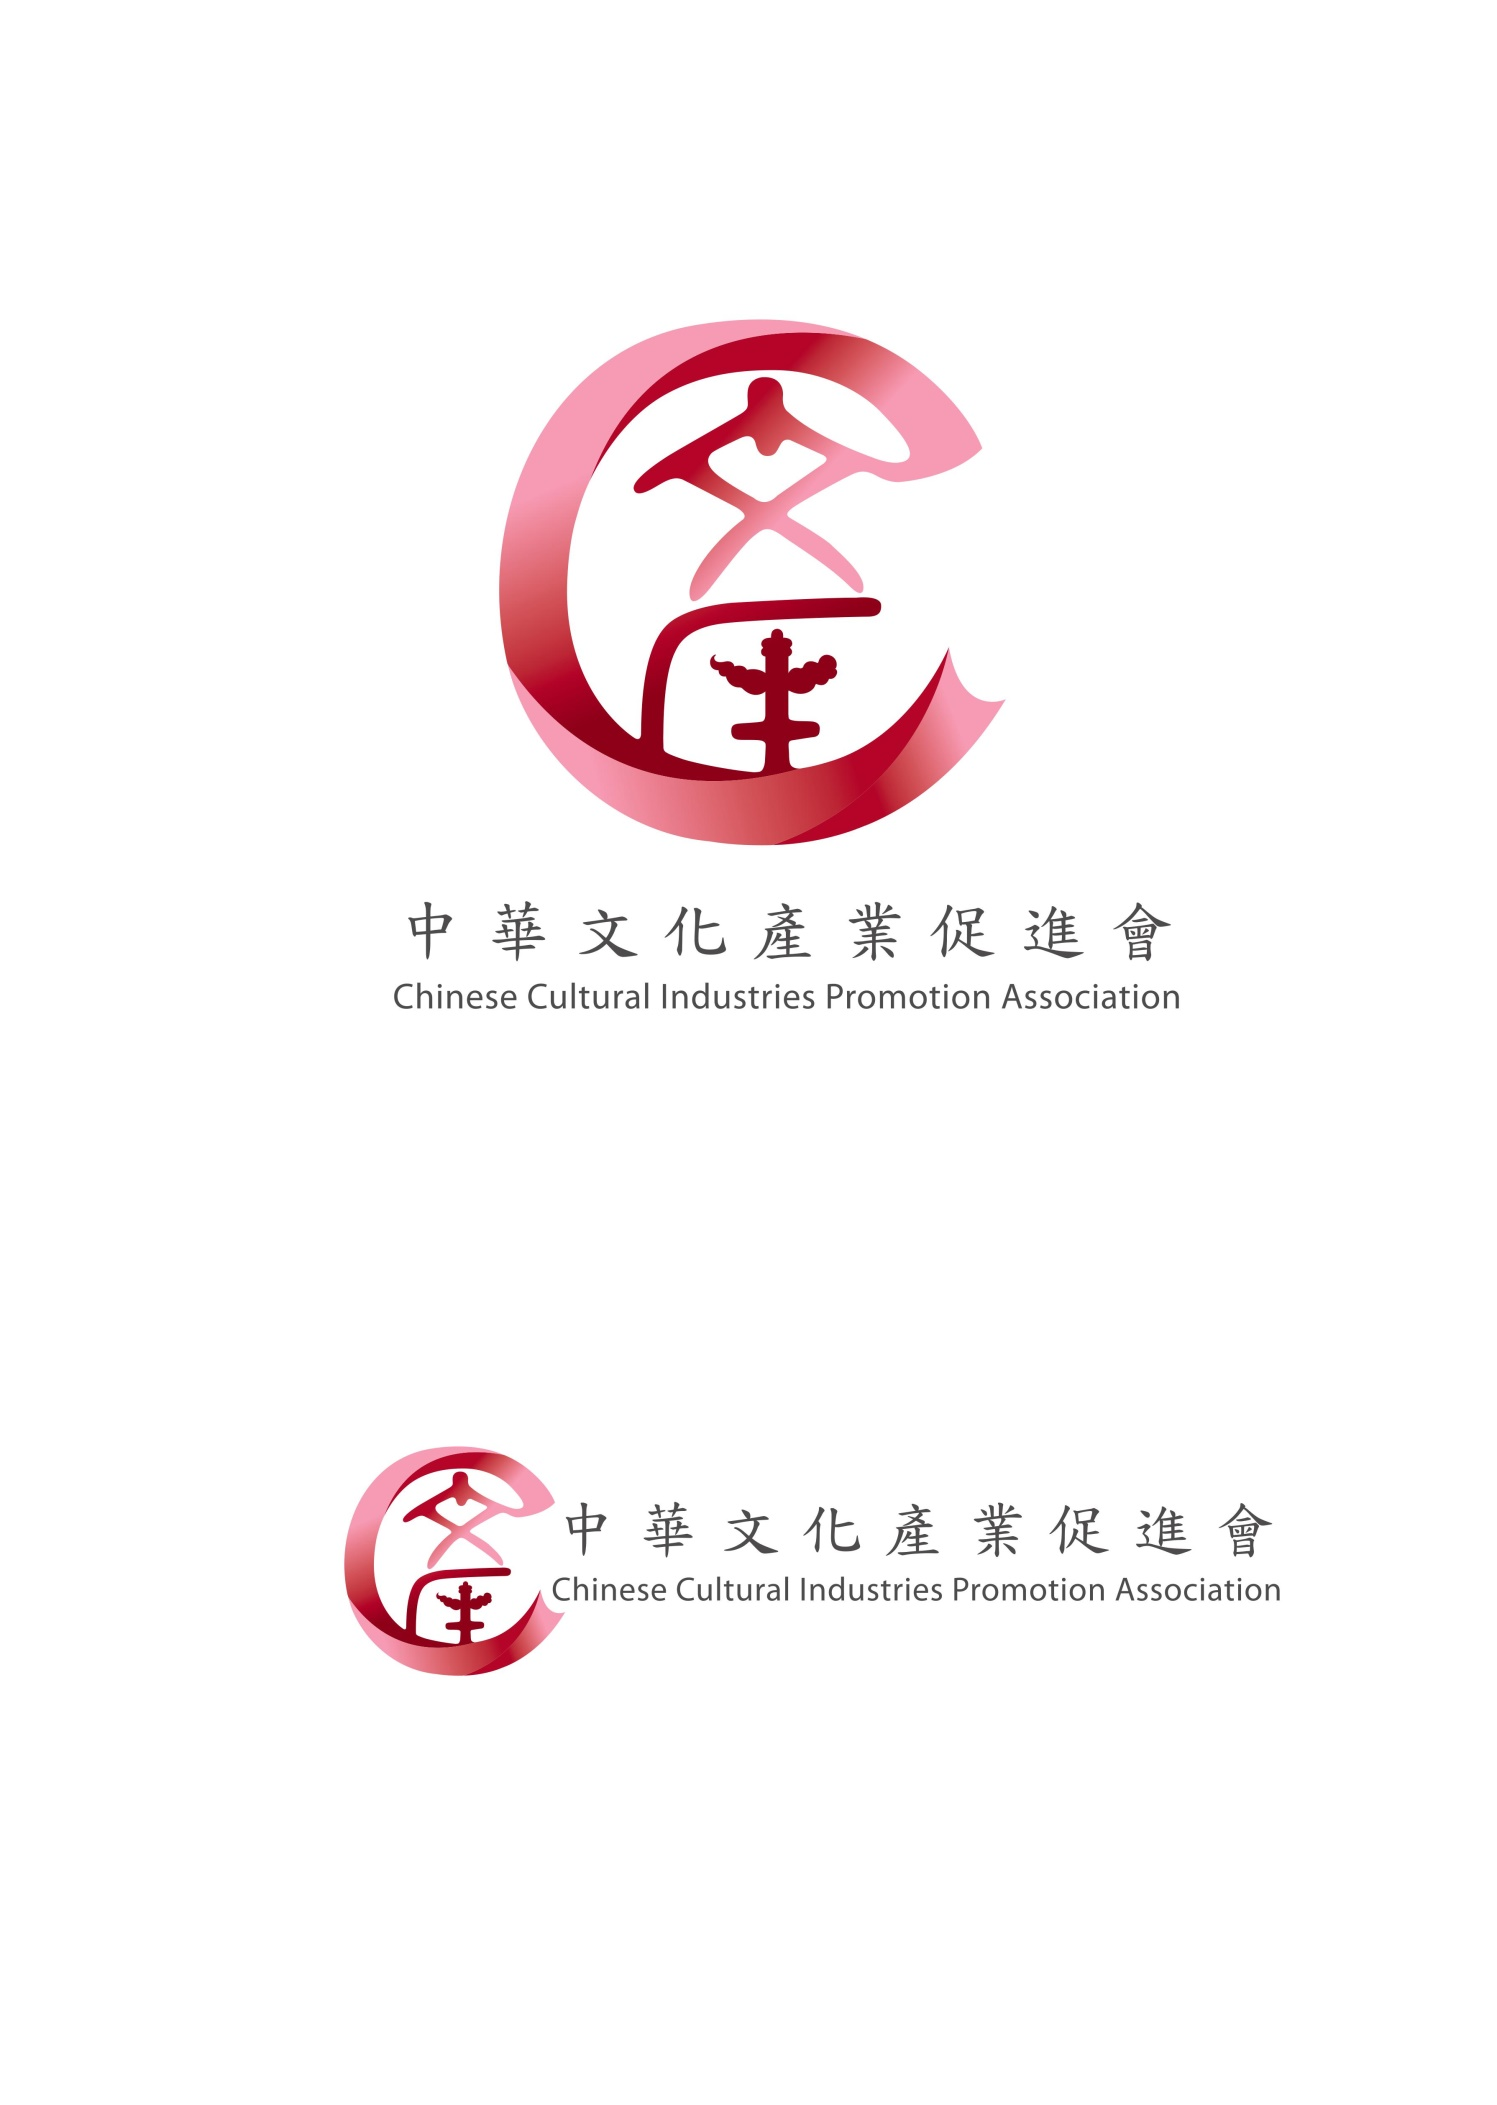 中華文化產業促進會
Chinese Cultural Industries Promotion Association
中華文化產業促進會
Chinese Cultural Industries Promotion Association